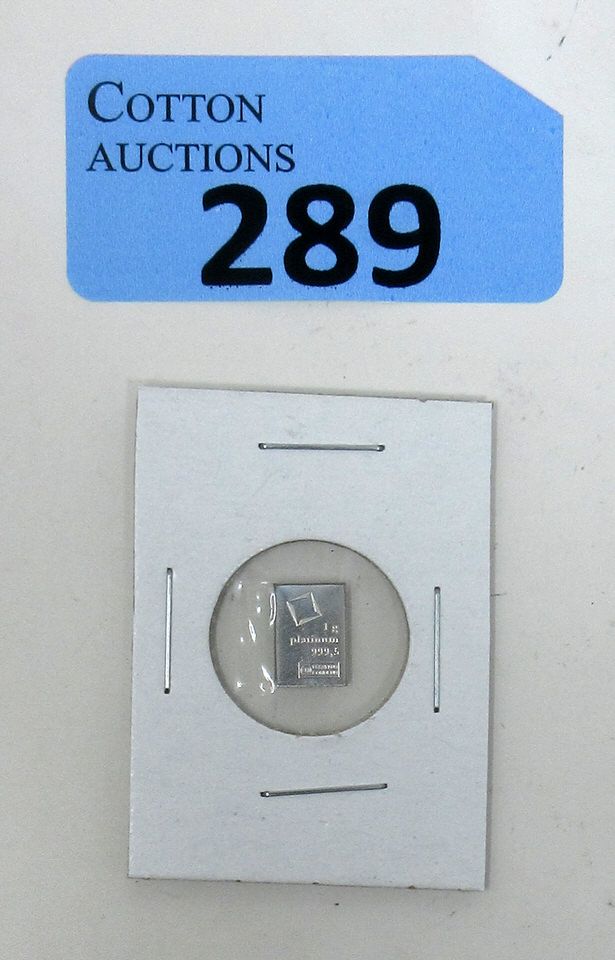 COTTON
AUCTIONS
289
1 g
platinum
999,5